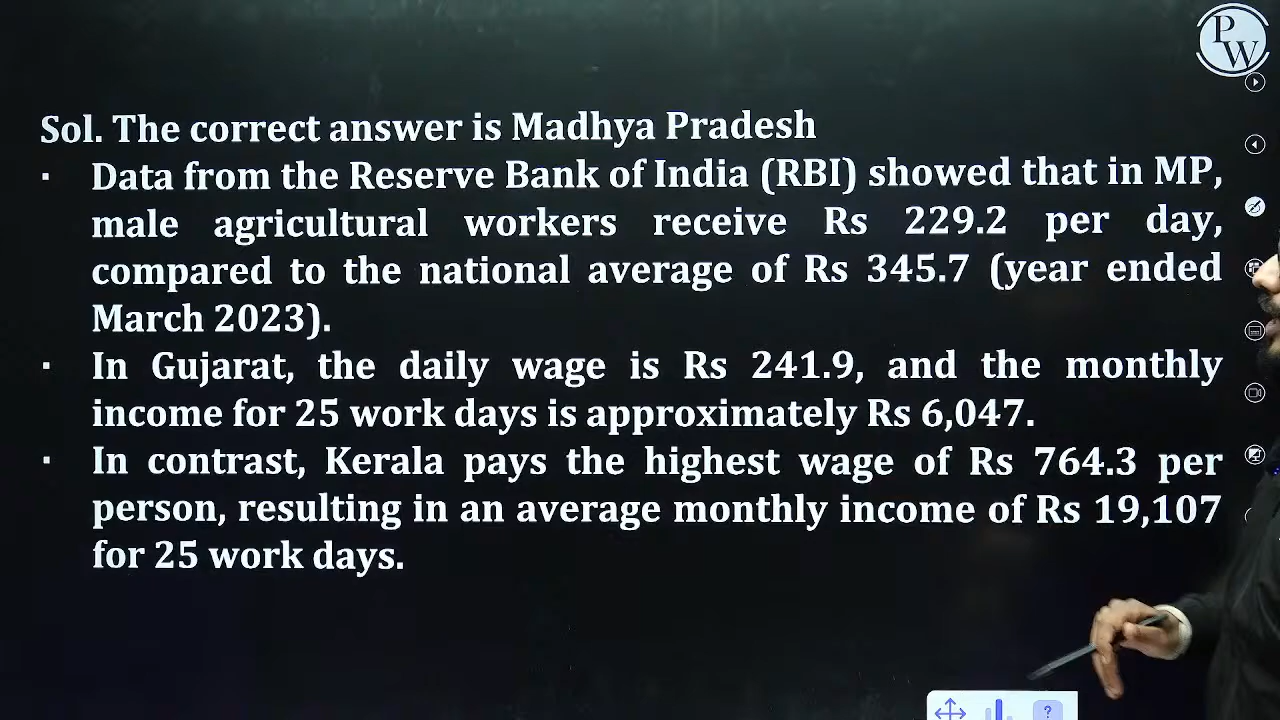 PW
Sol. The correct answer is Madhya Pradesh
· Data from the Reserve Bank of India (RBI) showed that in MP,
male agricultural workers receive Rs 229.2 per day,
compared to the national average of Rs 345.7 (year ended
March 2023).
· In Gujarat, the daily wage is Rs 241.9, and the monthly
income for 25 work days is approximately Rs 6,047.
· In contrast, Kerala pays the highest wage of Rs 764.3 per
person, resulting in an average monthly income of Rs 19,107
for 25 work days.
?